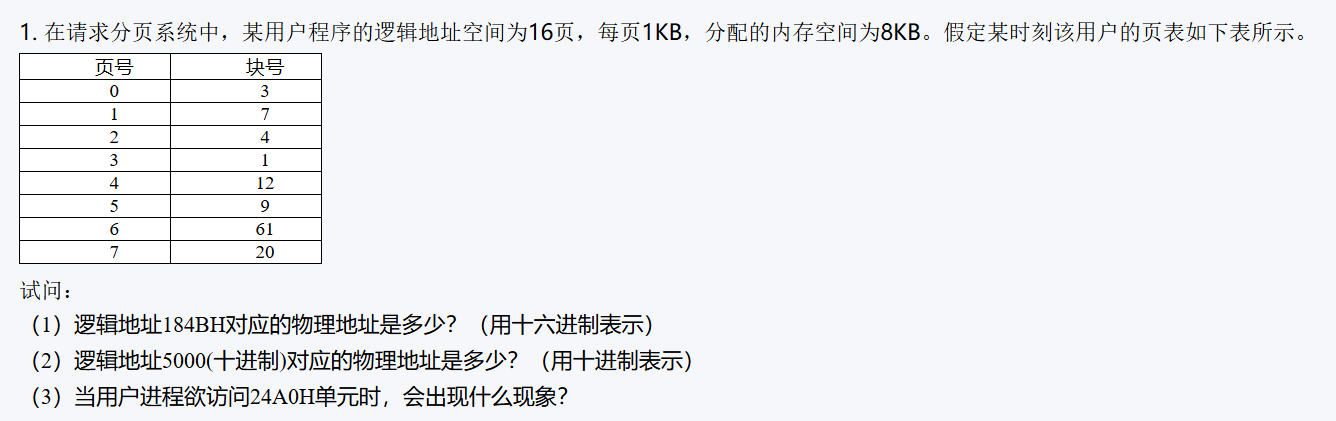 1. 在请求分页系统中，某用户程序的逻辑地址空间为16页，每页1KB，分配的内存空间为8KB。假定某时刻该用户的页表如下表所示。
页号 块号
0 3
1 7
2 4
3 1
4 12
5 9
6 61
7 20
试问：
（1）逻辑地址184BH对应的物理地址是多少？（用十六进制表示）
（2）逻辑地址5000(十进制)对应的物理地址是多少？（用十进制表示）
（3）当用户进程欲访问24A0H单元时，会出现什么现象？